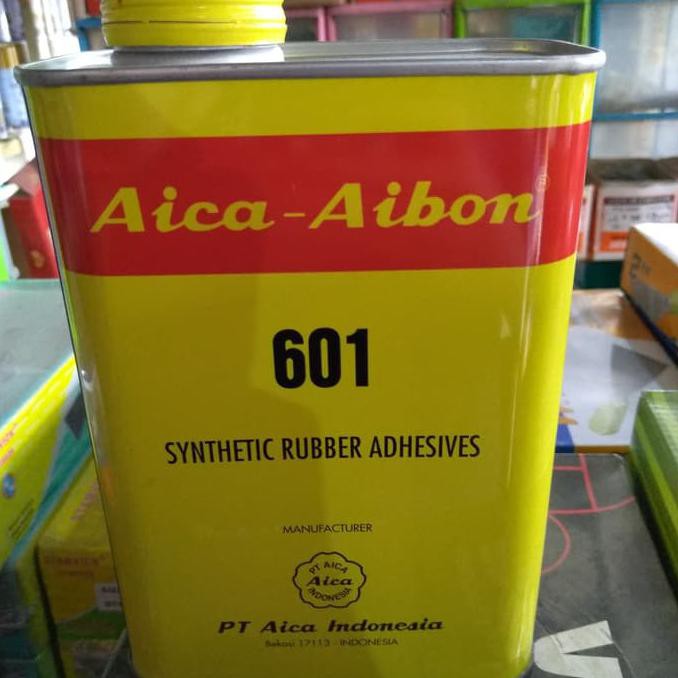 Aica-Aibon®
601
SYNTHETIC RUBBER ADHESIVES
MANUFACTURER
PT AICA
Aica
INDONESIA
PT Aica Indonesia
Bekasi 17113 - INDONESIA